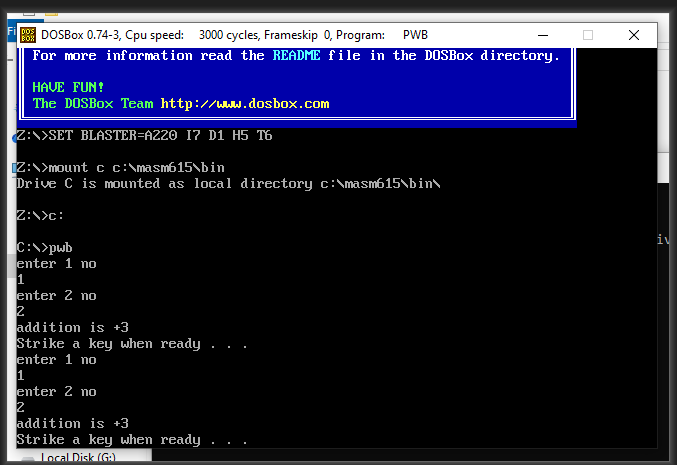 DOSBox 0.74-3, Cpu speed: 3000 cycles, Frameskip 0, Program: PWB
For more information read the README file in the DOSBox directory.
HAVE FUN!
The DOSBox Team http://www.dosbox.com
Z:\>SET BLASTER=A220 I7 D1 H5 T6
Z:\>mount c c:\masm615\bin
Drive C is mounted as local directory c:\masm615\bin\
Z:\>c:
C:\>pwb
enter 1 no
1
enter 2 no
2
addition is +3
Strike a key when ready . . .
enter 1 no
1
enter 2 no
2
addition is +3
Strike a key when ready . . .
Local Disk (G:)